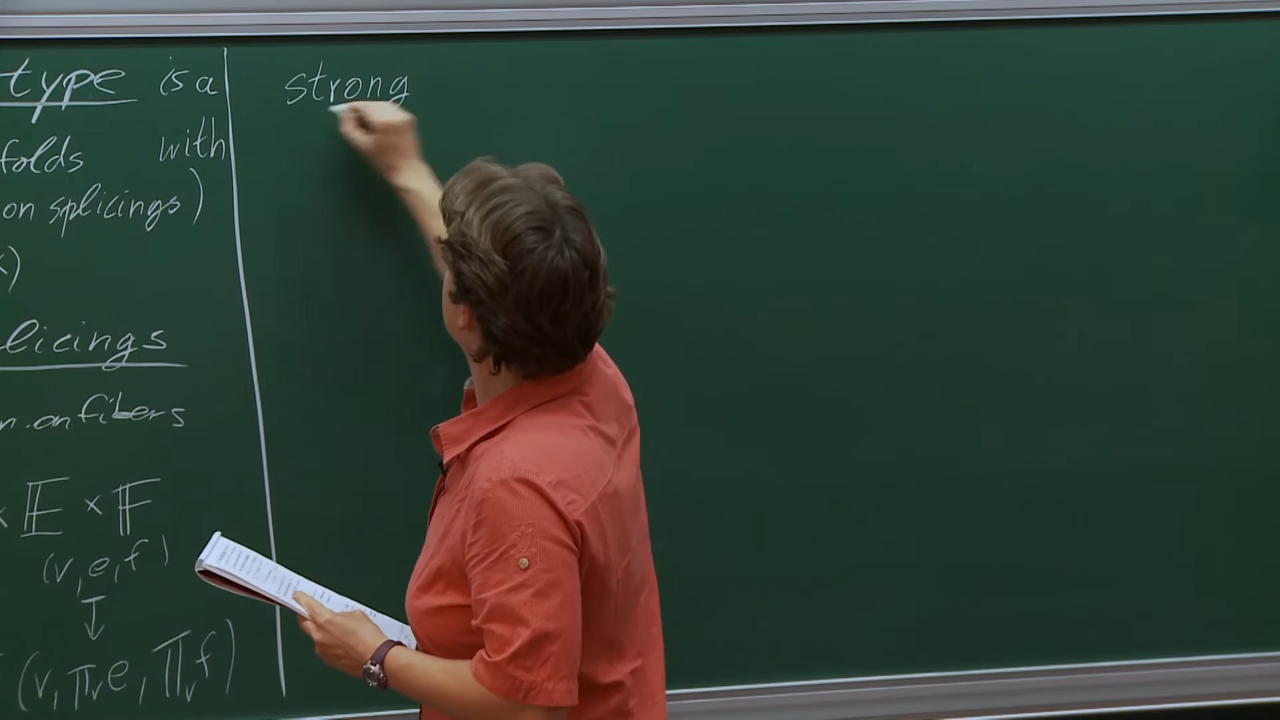 type is a
folds with
on splicings)
)
licings
n. on fibers
× 𝔼 × 𝔽
(v, e, f)
↧
(v, π_v e, Π_v f)
strong